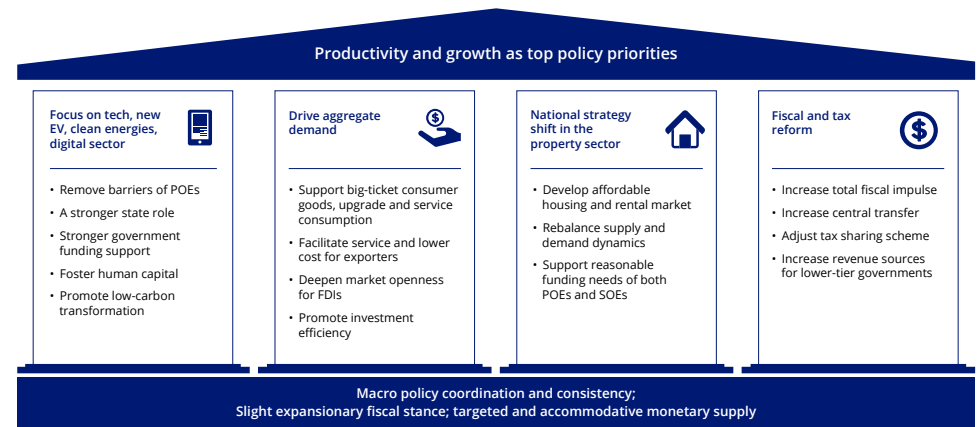 Productivity and growth as top policy priorities
Focus on tech, new
EV, clean energies,
digital sector
• Remove barriers of POEs
• A stronger state role
• Stronger government
funding support
• Foster human capital
• Promote low-carbon
transformation
Drive aggregate
demand
$
• Support big-ticket consumer
goods, upgrade and service
consumption
• Facilitate service and lower
cost for exporters
• Deepen market openness
for FDIs
• Promote investment
efficiency
National strategy
shift in the
property sector
• Develop affordable
housing and rental market
• Rebalance supply and
demand dynamics
• Support reasonable
funding needs of both
POEs and SOEs
Fiscal and tax
reform
$
• Increase total fiscal impulse
• Increase central transfer
• Adjust tax sharing scheme
• Increase revenue sources
for lower-tier governments
Macro policy coordination and consistency;
Slight expansionary fiscal stance; targeted and accommodative monetary supply